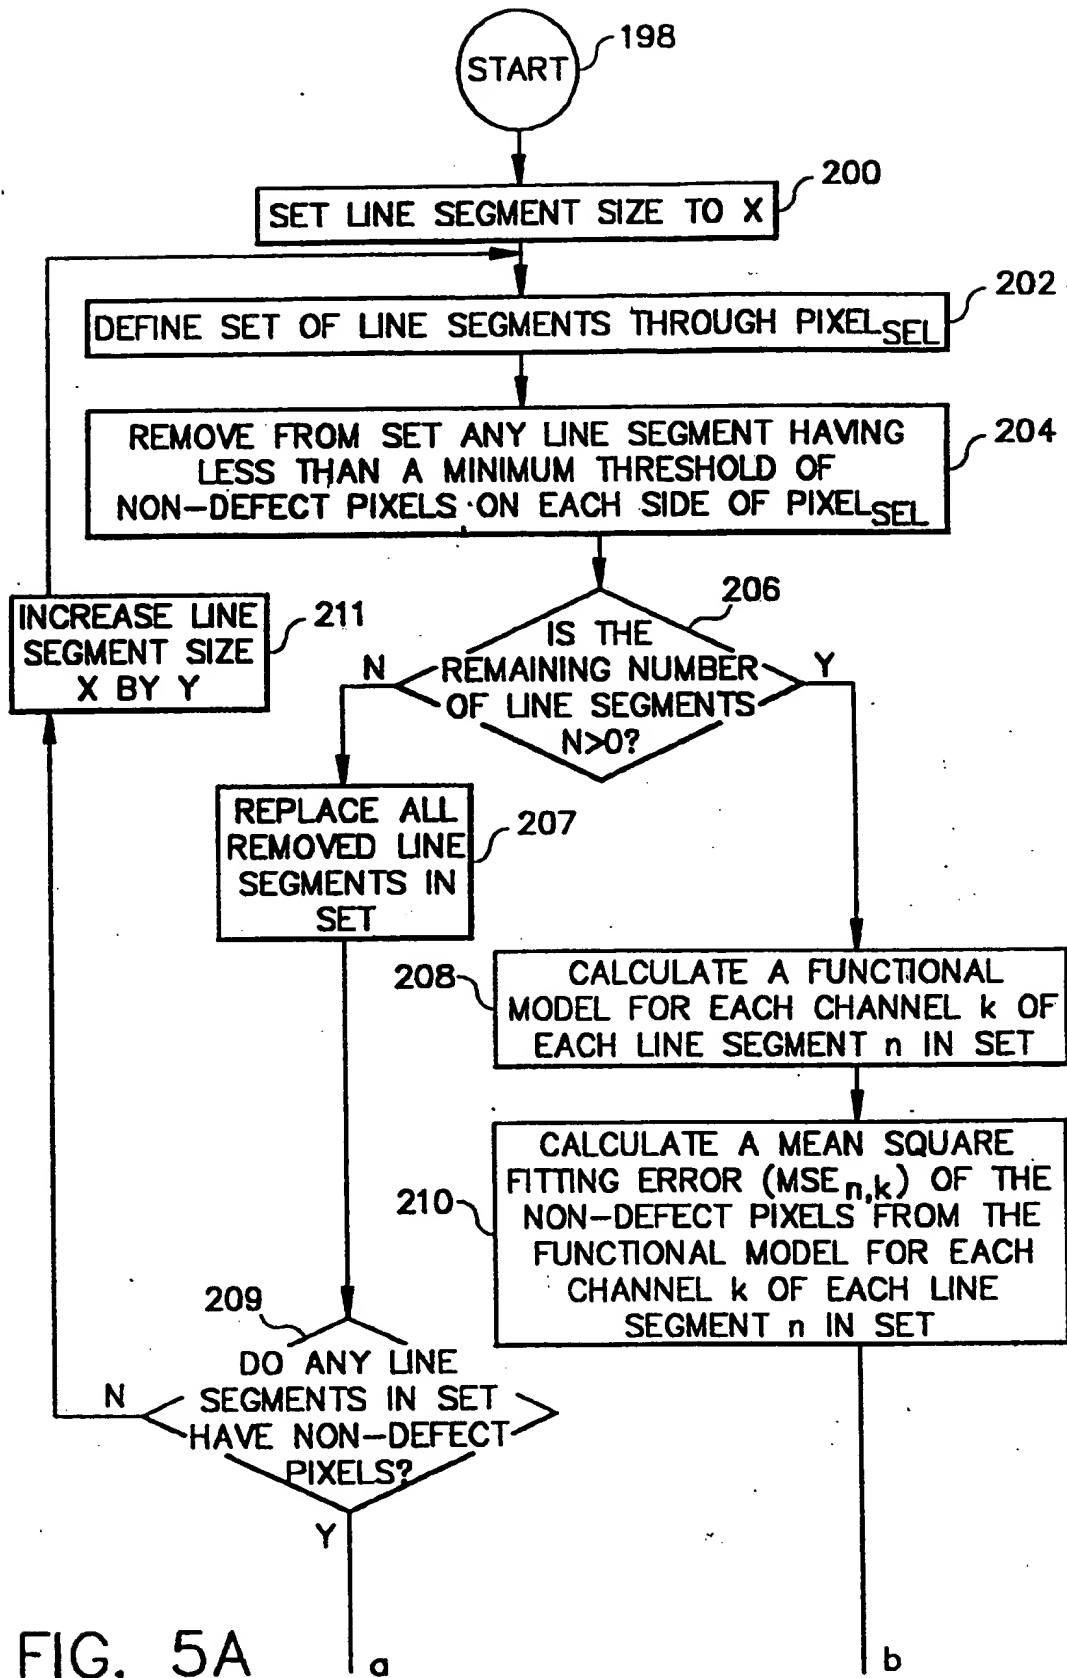 START
198
SET LINE SEGMENT SIZE TO X
200
DEFINE SET OF LINE SEGMENTS THROUGH PIXELSEL
202
REMOVE FROM SET ANY LINE SEGMENT HAVING
LESS THAN A MINIMUM THRESHOLD OF
NON-DEFECT PIXELS ON EACH SIDE OF PIXELSEL
204
INCREASE LINE
SEGMENT SIZE
X BY Y
211
206
IS THE
REMAINING NUMBER
OF LINE SEGMENTS
N>0?
N
Y
REPLACE ALL
REMOVED LINE
SEGMENTS IN
SET
207
208
CALCULATE A FUNCTIONAL
MODEL FOR EACH CHANNEL k OF
EACH LINE SEGMENT n IN SET
210
CALCULATE A MEAN SQUARE
FITTING ERROR (MSEn,k) OF THE
NON-DEFECT PIXELS FROM THE
FUNCTIONAL MODEL FOR EACH
CHANNEL k OF EACH LINE
SEGMENT n IN SET
209
DO ANY LINE
SEGMENTS IN SET
HAVE NON-DEFECT
PIXELS?
N
Y
FIG. 5A
a
b